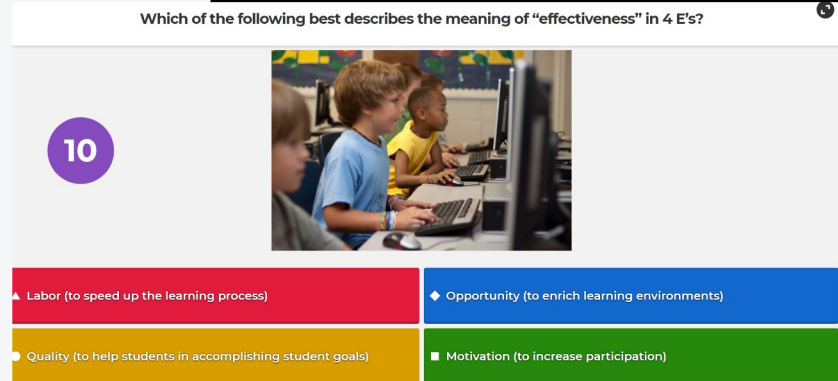 Which of the following best describes the meaning of “effectiveness” in 4 E’s?
10
Labor (to speed up the learning process)
Opportunity (to enrich learning environments)
Quality (to help students in accomplishing student goals)
Motivation (to increase participation)